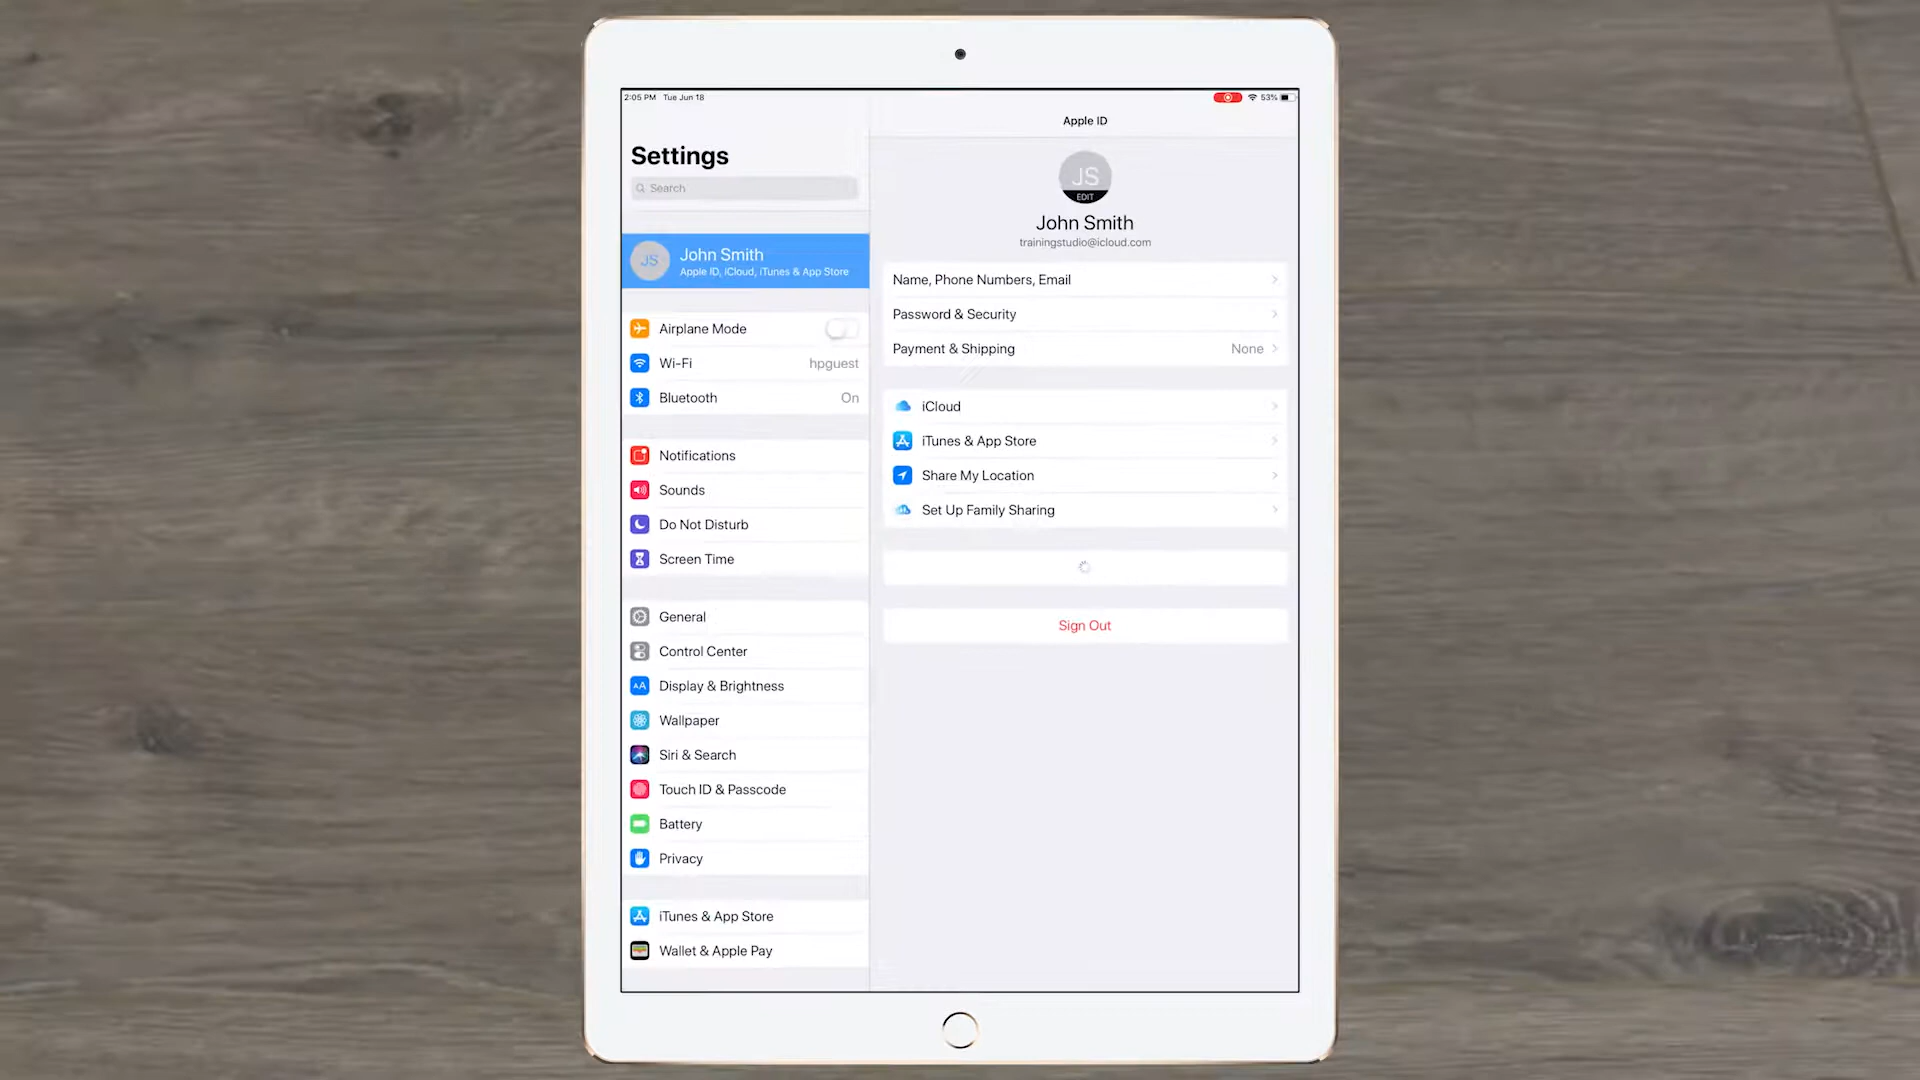 2:05 PM Tue Jun 18
53%
Settings
Search
JS
John Smith
Apple ID, iCloud, iTunes & App Store
Airplane Mode
Wi-Fi hpguest
Bluetooth On
Notifications
Sounds
Do Not Disturb
Screen Time
General
Control Center
AA Display & Brightness
Wallpaper
Siri & Search
Touch ID & Passcode
Battery
Privacy
iTunes & App Store
Wallet & Apple Pay
Apple ID
JS
EDIT
John Smith
trainingstudio@icloud.com
Name, Phone Numbers, Email
Password & Security
Payment & Shipping None
iCloud
iTunes & App Store
Share My Location
Set Up Family Sharing
Sign Out